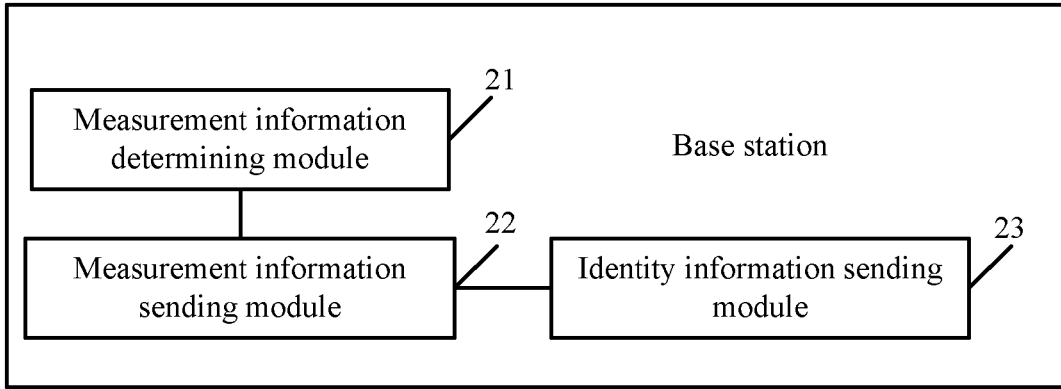 21
Measurement information
determining module
Base station
22
23
Measurement information
sending module
Identity information sending
module